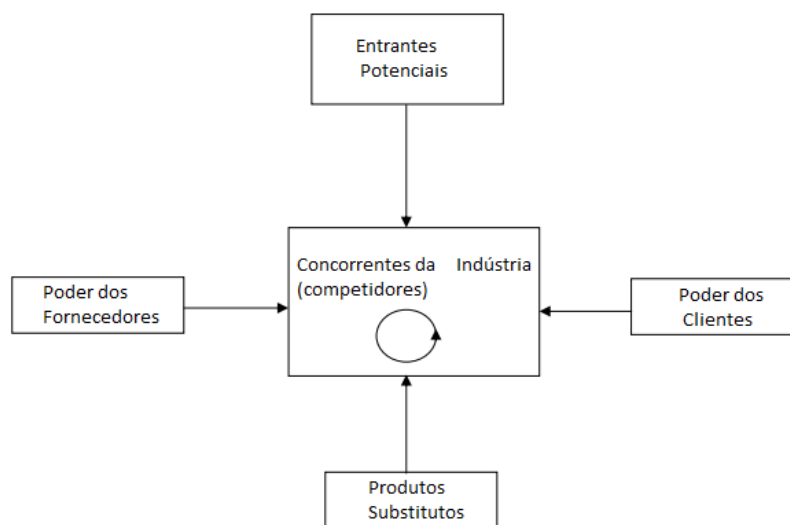 Entrantes
Potenciais
Concorrentes da Indústria
(competidores)
Poder dos
Fornecedores
Poder dos
Clientes
Produtos
Substitutos